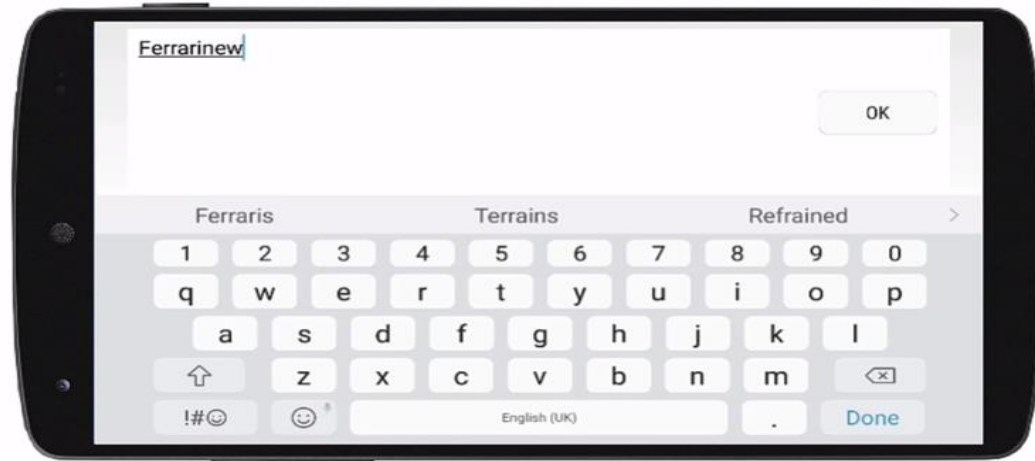 Ferrarinew
OK
Ferraris Terrains Refrained >
1 2 3 4 5 6 7 8 9 0
q w e r t y u i o p
a s d f g h j k l
z x c v b n m
!#☺ English (UK) . Done